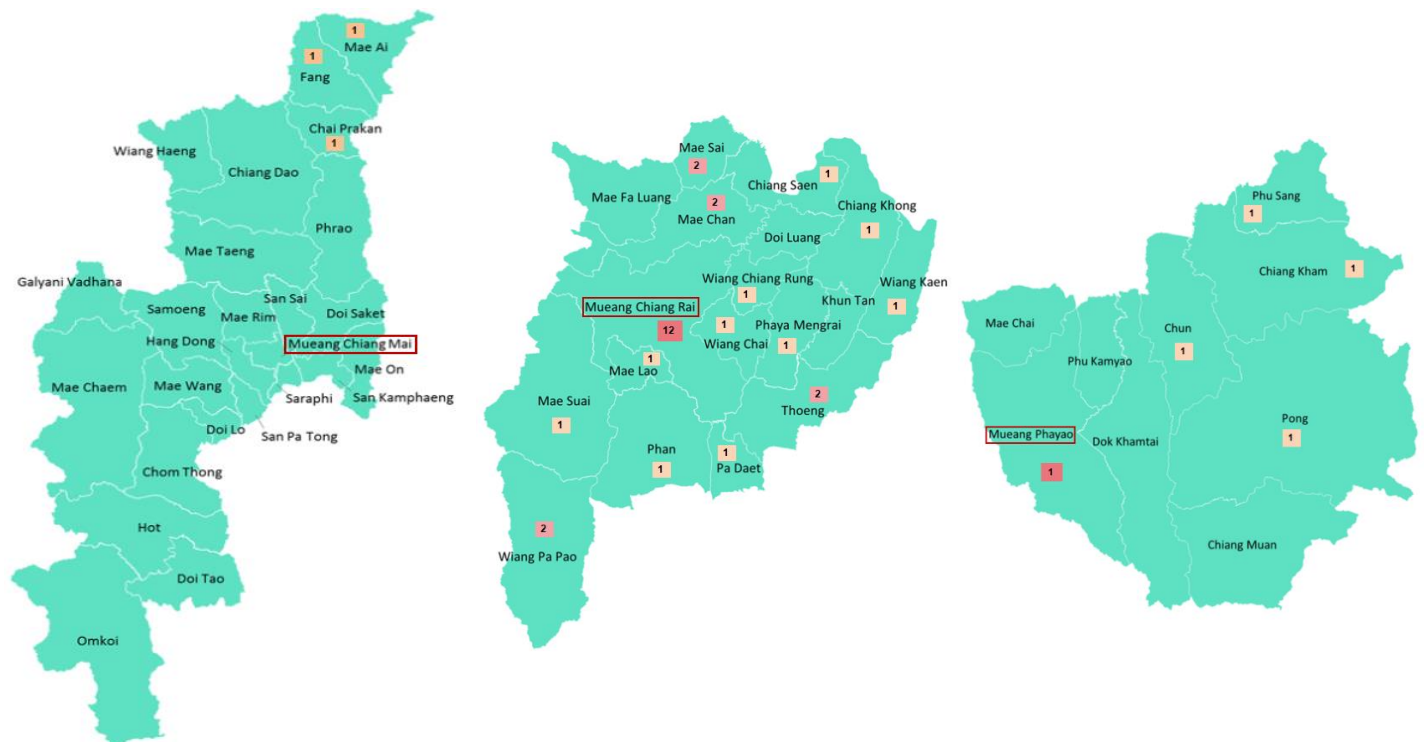 1
Mae Ai
1
Fang
Chai Prakan
1
Wiang Haeng
Chiang Dao
Phrao
Mae Taeng
Galyani Vadhana
San Sai
Samoeng
Mae Rim
Doi Saket
Hang Dong
Mueang Chiang Mai
Mae On
Mae Chaem
Mae Wang
Saraphi
San Kamphaeng
Doi Lo
San Pa Tong
Chom Thong
Hot
Doi Tao
Omkoi
Mae Sai
2
Chiang Saen
1
Mae Fa Luang
2
Mae Chan
Chiang Khong
1
Doi Luang
Wiang Chiang Rung
1
Wiang Kaen
1
Mueang Chiang Rai
12
Khun Tan
1
Wiang Chai
Phaya Mengrai
1
1
Mae Lao
Mae Suai
1
2
Thoeng
Phan
1
1
Pa Daet
2
Wiang Pa Pao
Phu Sang
1
Chiang Kham
1
Mae Chai
Chun
1
Phu Kamyao
Pong
1
Mueang Phayao
1
Dok Khamtai
Chiang Muan